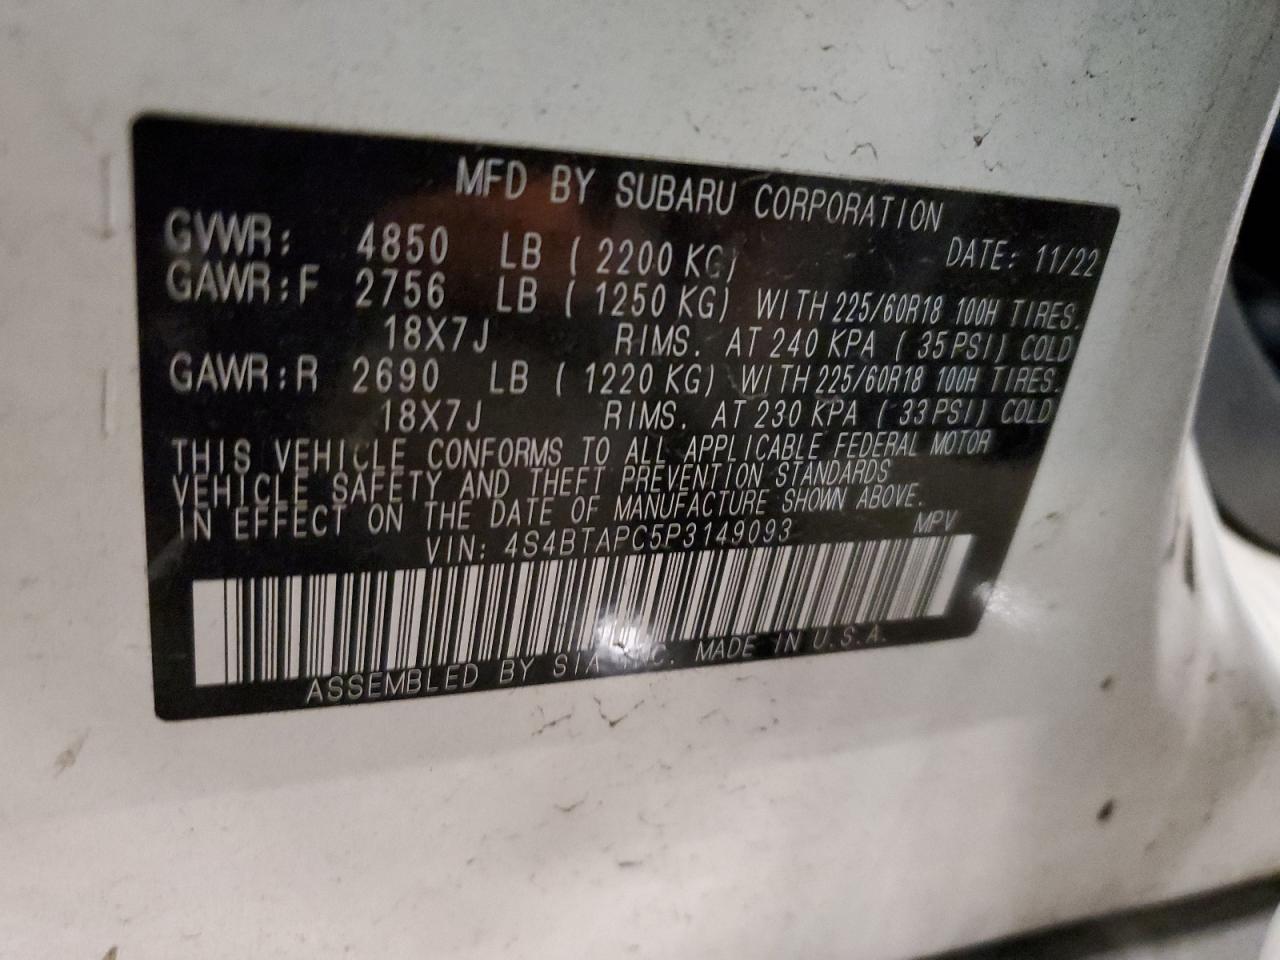 MFD BY SUBARU CORPORATION
DATE: 11/22
GVWR: 4850 LB (2200 KG)
GAWR:F 2756 LB (1250 KG) WITH 225/60R18 100H TIRES.
18X7J RIMS. AT 240 KPA (35 PSI) COLD
GAWR:R 2690 LB (1220 KG) WITH 225/60R18 100H TIRES.
18X7J RIMS. AT 230 KPA (33 PSI) COLD
THIS VEHICLE CONFORMS TO ALL APPLICABLE FEDERAL MOTOR
VEHICLE SAFETY AND THEFT PREVENTION STANDARDS
IN EFFECT ON THE DATE OF MANUFACTURE SHOWN ABOVE.
VIN: 4S4BTAPC5P3149093 MPV
ASSEMBLED BY SIA INC. MADE IN U.S.A.